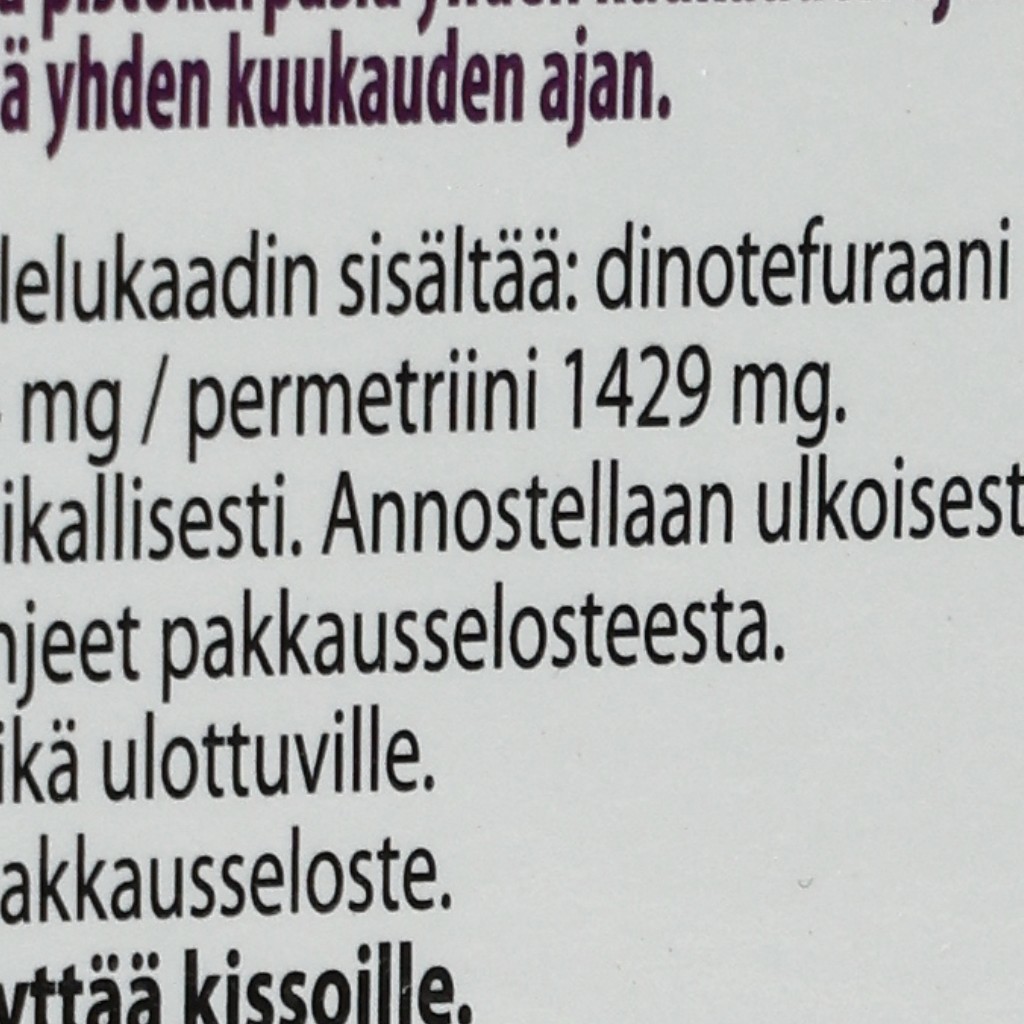 ä yhden kuukauden ajan.
lelukaadin sisältää: dinotefuraani
mg / permetriini 1429 mg.
ikallisesti. Annostellaan ulkoisest
njeet pakkausselosteesta.
ikä ulottuville.
akkausseloste.
yttää kissoille.